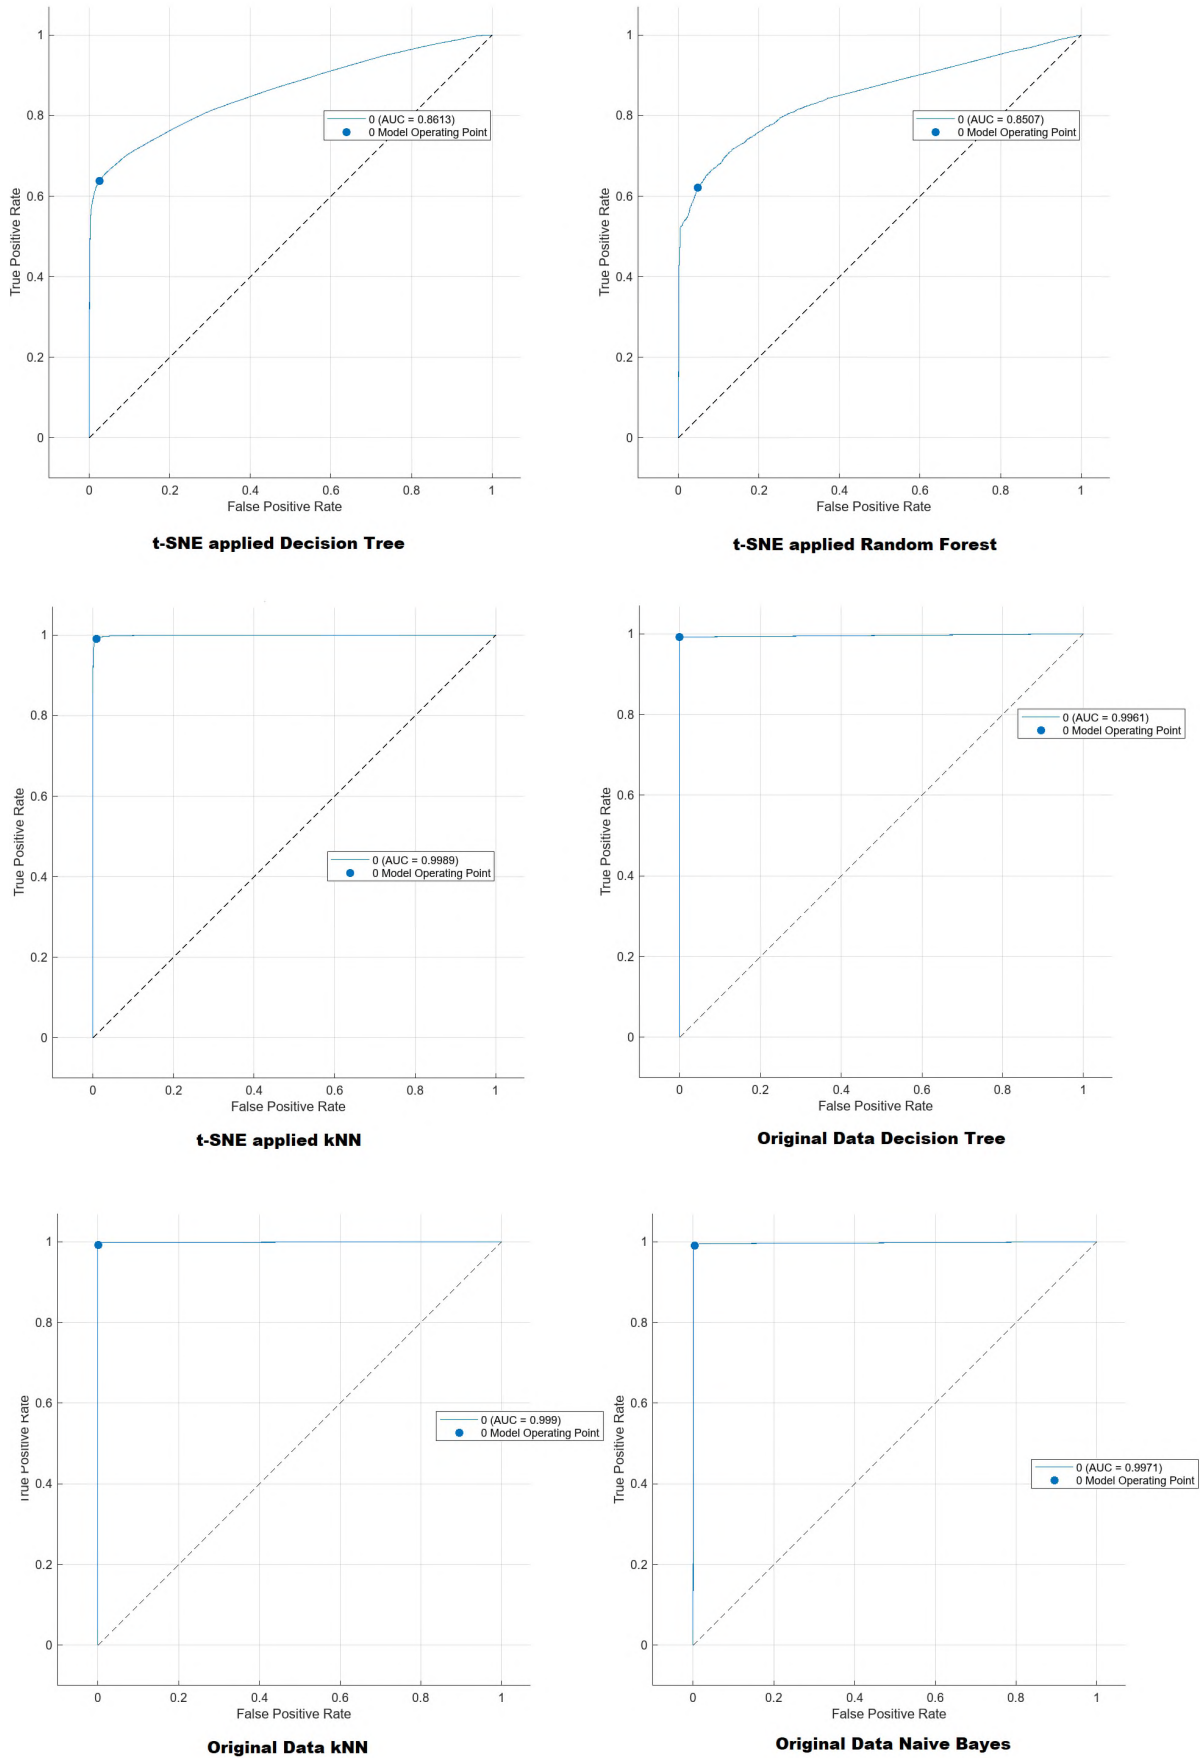 1
0.8
0.6
0.4
0.2
0
True Positive Rate
0 (AUC = 0.8613)
0 Model Operating Point
0 0.2 0.4 0.6 0.8 1
False Positive Rate
t-SNE applied Decision Tree
1
0.8
0.6
0.4
0.2
0
True Positive Rate
0 (AUC = 0.8507)
0 Model Operating Point
0 0.2 0.4 0.6 0.8 1
False Positive Rate
t-SNE applied Random Forest
1
0.8
0.6
0.4
0.2
0
True Positive Rate
0 (AUC = 0.9989)
0 Model Operating Point
0 0.2 0.4 0.6 0.8 1
False Positive Rate
t-SNE applied kNN
1
0.8
0.6
0.4
0.2
0
True Positive Rate
0 (AUC = 0.9961)
0 Model Operating Point
0 0.2 0.4 0.6 0.8 1
False Positive Rate
Original Data Decision Tree
1
0.8
0.6
0.4
0.2
0
True Positive Rate
0 (AUC = 0.999)
0 Model Operating Point
0 0.2 0.4 0.6 0.8 1
False Positive Rate
Original Data kNN
1
0.8
0.6
0.4
0.2
0
True Positive Rate
0 (AUC = 0.9971)
0 Model Operating Point
0 0.2 0.4 0.6 0.8 1
False Positive Rate
Original Data Naive Bayes